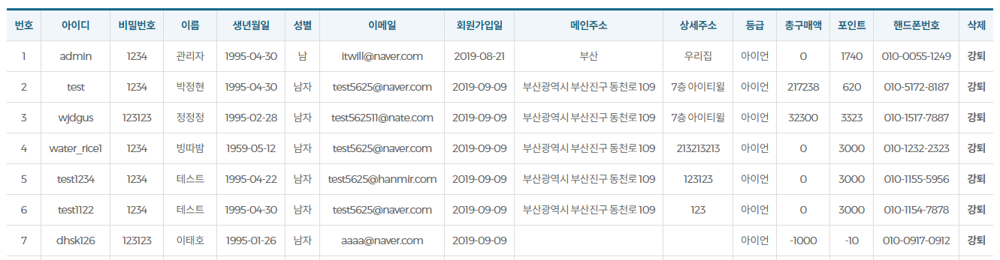 번호 아이디 비밀번호 이름 생년월일 성별 이메일 회원가입일 메인주소 상세주소 등급 총구매액 포인트 핸드폰번호 삭제
1 admin 1234 관리자 1995-04-30 남 itwill@naver.com 2019-08-21 부산 우리집 아이언 0 1740 010-0055-1249 강퇴
2 test 1234 박정현 1995-04-30 남자 test5625@naver.com 2019-09-09 부산광역시 부산진구 동천로 109 7층 아이티윌 아이언 217238 620 010-5172-8187 강퇴
3 wjdgus 123123 정정정 1995-02-28 남자 test562511@nate.com 2019-09-09 부산광역시 부산진구 동천로 109 7층 아이티윌 아이언 32300 3323 010-1517-7887 강퇴
4 water_rice1 1234 빙따밤 1959-05-12 남자 test5625@naver.com 2019-09-09 부산광역시 부산진구 동천로 109 213213213 아이언 0 3000 010-1232-2323 강퇴
5 test1234 1234 테스트 1995-04-22 남자 test5625@hanmir.com 2019-09-09 부산광역시 부산진구 동천로 109 123123 아이언 0 3000 010-1155-5956 강퇴
6 test1122 1234 테스트 1995-04-30 남자 test5625@naver.com 2019-09-09 부산광역시 부산진구 동천로 109 123 아이언 0 3000 010-1154-7878 강퇴
7 dhsk126 123123 이태호 1995-01-26 남자 aaaa@naver.com 2019-09-09 아이언 -1000 -10 010-0917-0912 강퇴